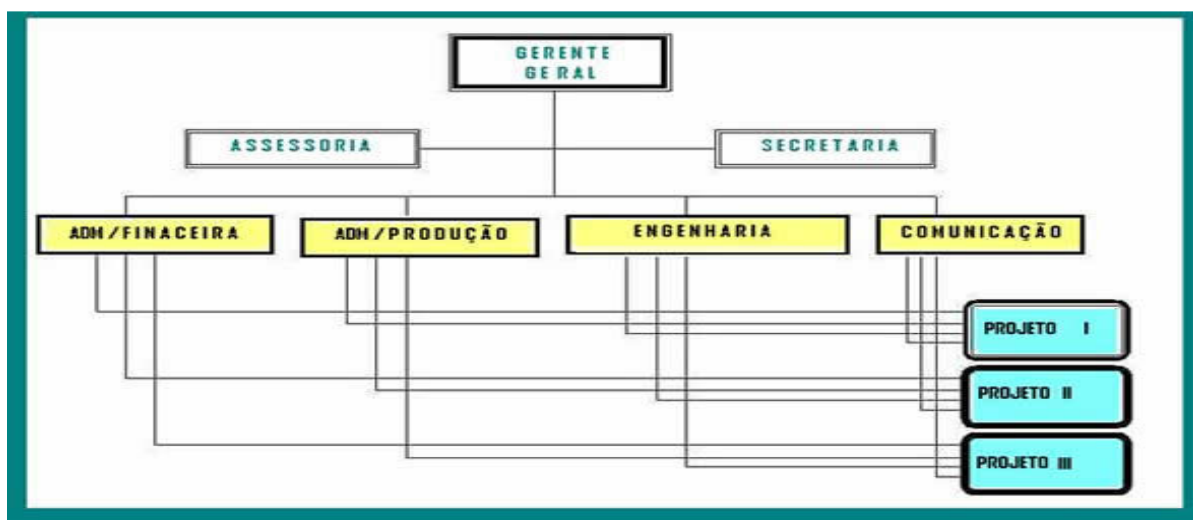 GERENTE
GERAL
ASSESSORIA
SECRETARIA
ADM/FINACEIRA
ADM/PRODUÇÃO
ENGENHARIA
COMUNICAÇÃO
PROJETO I
PROJETO II
PROJETO III